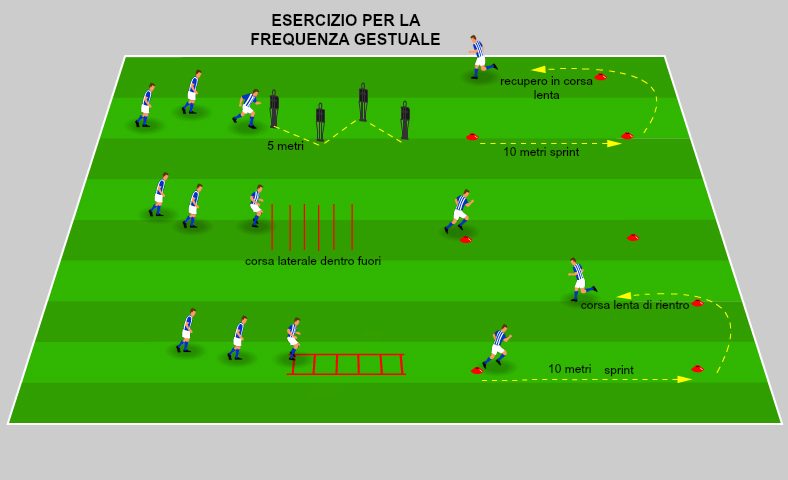 ESERCIZIO PER LA
FREQUENZA GESTUALE
recupero in corsa
lenta
5 metri
10 metri sprint
corsa laterale dentro fuori
corsa lenta di rientro
10 metri sprint